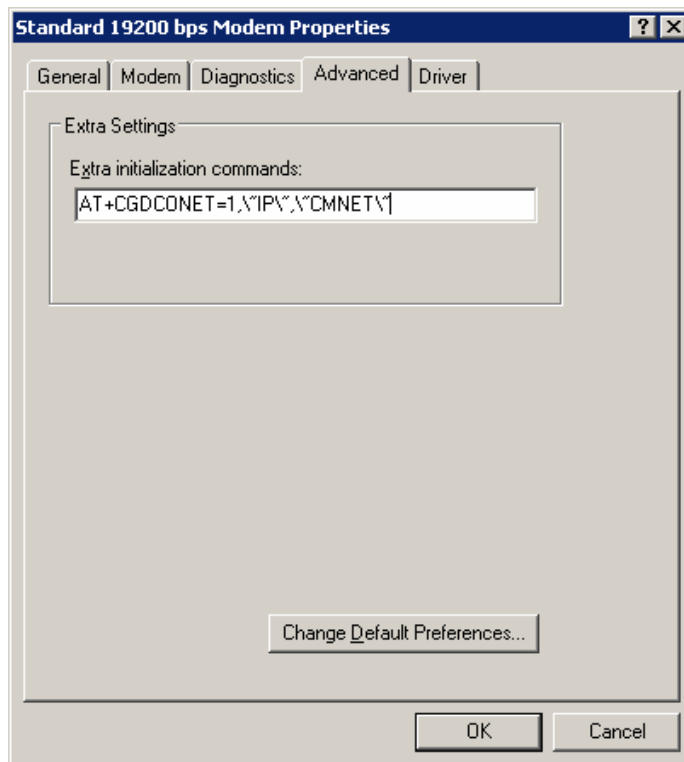 Standard 19200 bps Modem Properties
General Modem Diagnostics Advanced Driver
Extra Settings
Extra initialization commands:
AT+CGDCONET=1,\"IP\",\"CMNET\"
Change Default Preferences...
OK Cancel